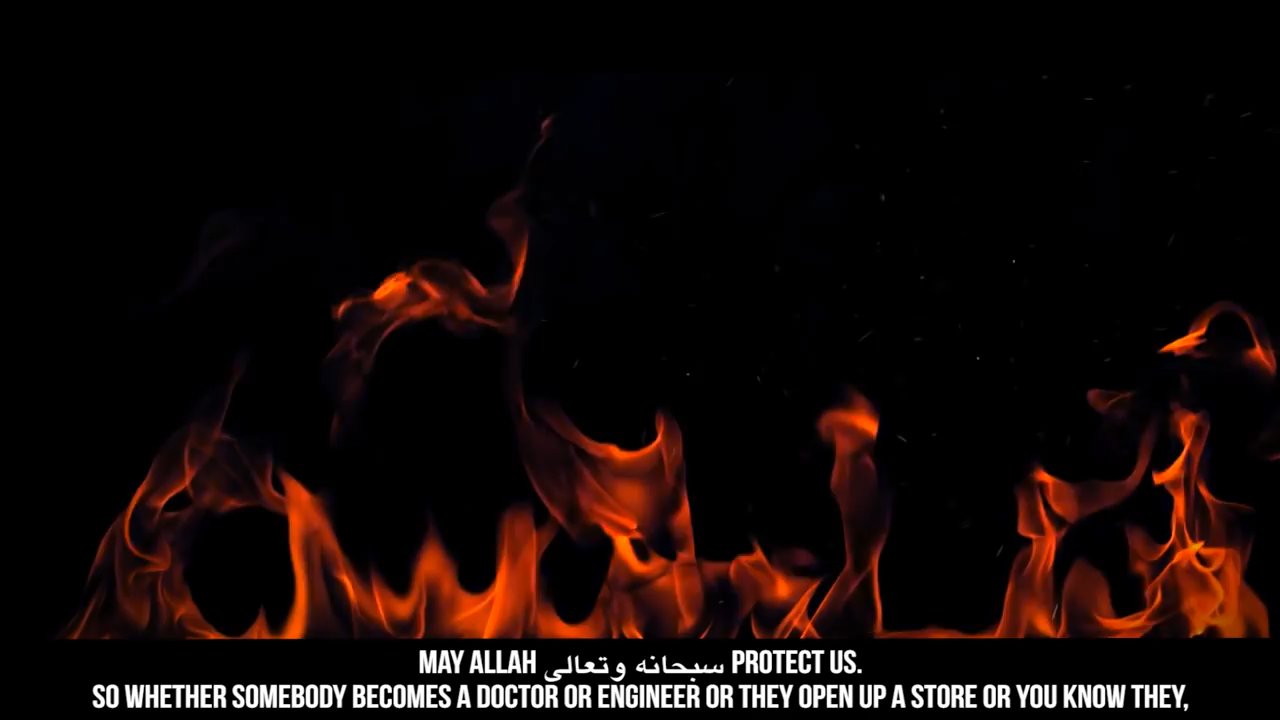 MAY ALLAH سبحانه وتعالى PROTECT US.
SO WHETHER SOMEBODY BECOMES A DOCTOR OR ENGINEER OR THEY OPEN UP A STORE OR YOU KNOW THEY,